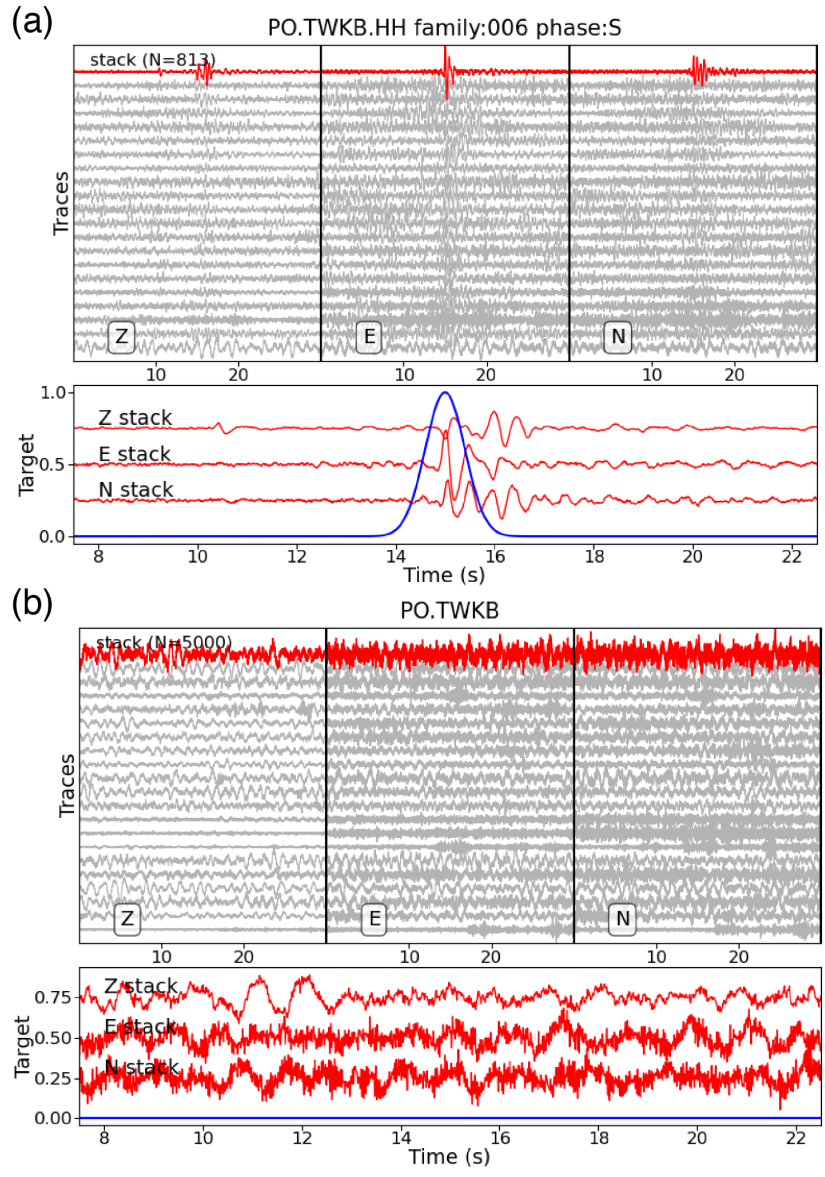 (a)
PO.TWKB.HH family:006 phase:S
stack (N=813)
Traces
Z
E
N
10 20 10 20 10 20
1.0
Z stack
0.5
E stack
N stack
0.0
Target
8 10 12 14 16 18 20 22
Time (s)
(b)
PO.TWKB
stack (N=5000)
Traces
Z
E
N
10 20 10 20 10 20
Z stack
0.75
E stack
0.50
N stack
0.25
0.00
Target
8 10 12 14 16 18 20 22
Time (s)